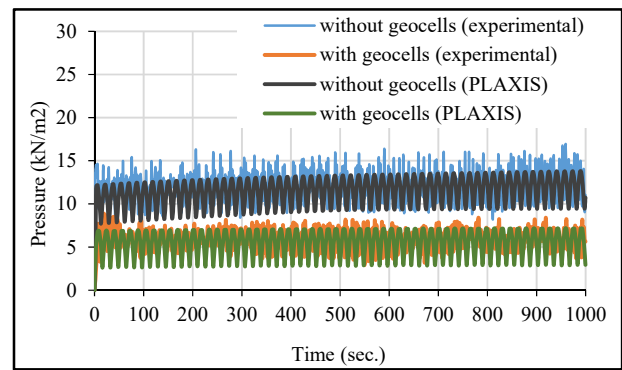 without geocells (experimental)
with geocells (experimental)
without geocells (PLAXIS)
with geocells (PLAXIS)
Pressure (kN/m2)
30
25
20
15
10
5
0
0 100 200 300 400 500 600 700 800 900 1000
Time (sec.)